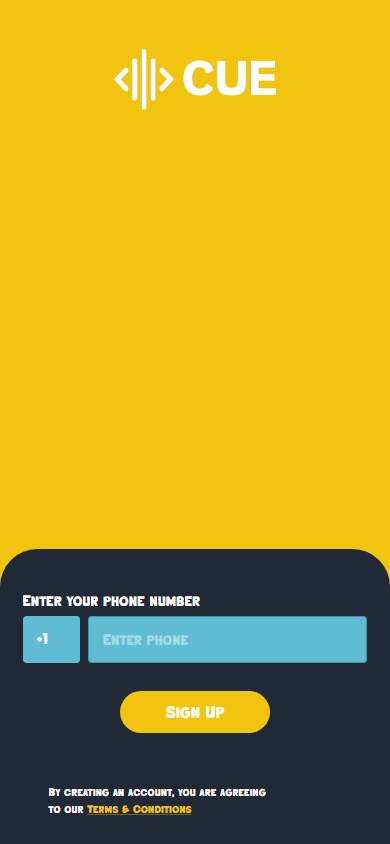 CUE
Enter your phone number
+1
Enter phone
Sign Up
By creating an account, you are agreeing
to our Terms & Conditions